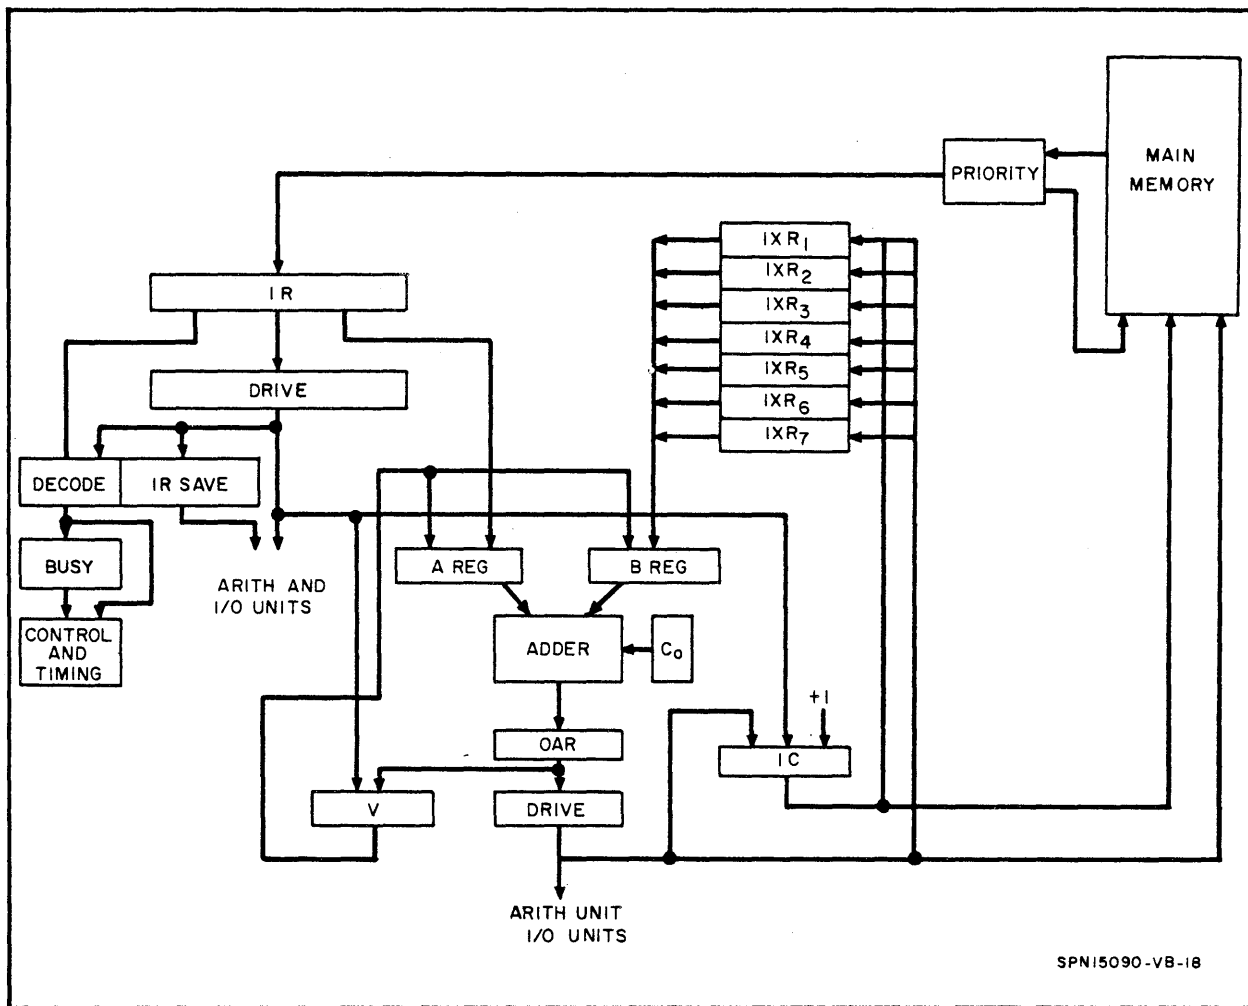 MAIN
MEMORY
PRIORITY
IXR1
IXR2
IXR3
IXR4
IXR5
IXR6
IXR7
IR
DRIVE
DECODE
IR SAVE
BUSY
CONTROL
AND
TIMING
ARITH AND
I/O UNITS
A REG
B REG
ADDER
C0
+1
OAR
IC
V
DRIVE
ARITH UNIT
I/O UNITS
SPN15090-VB-18